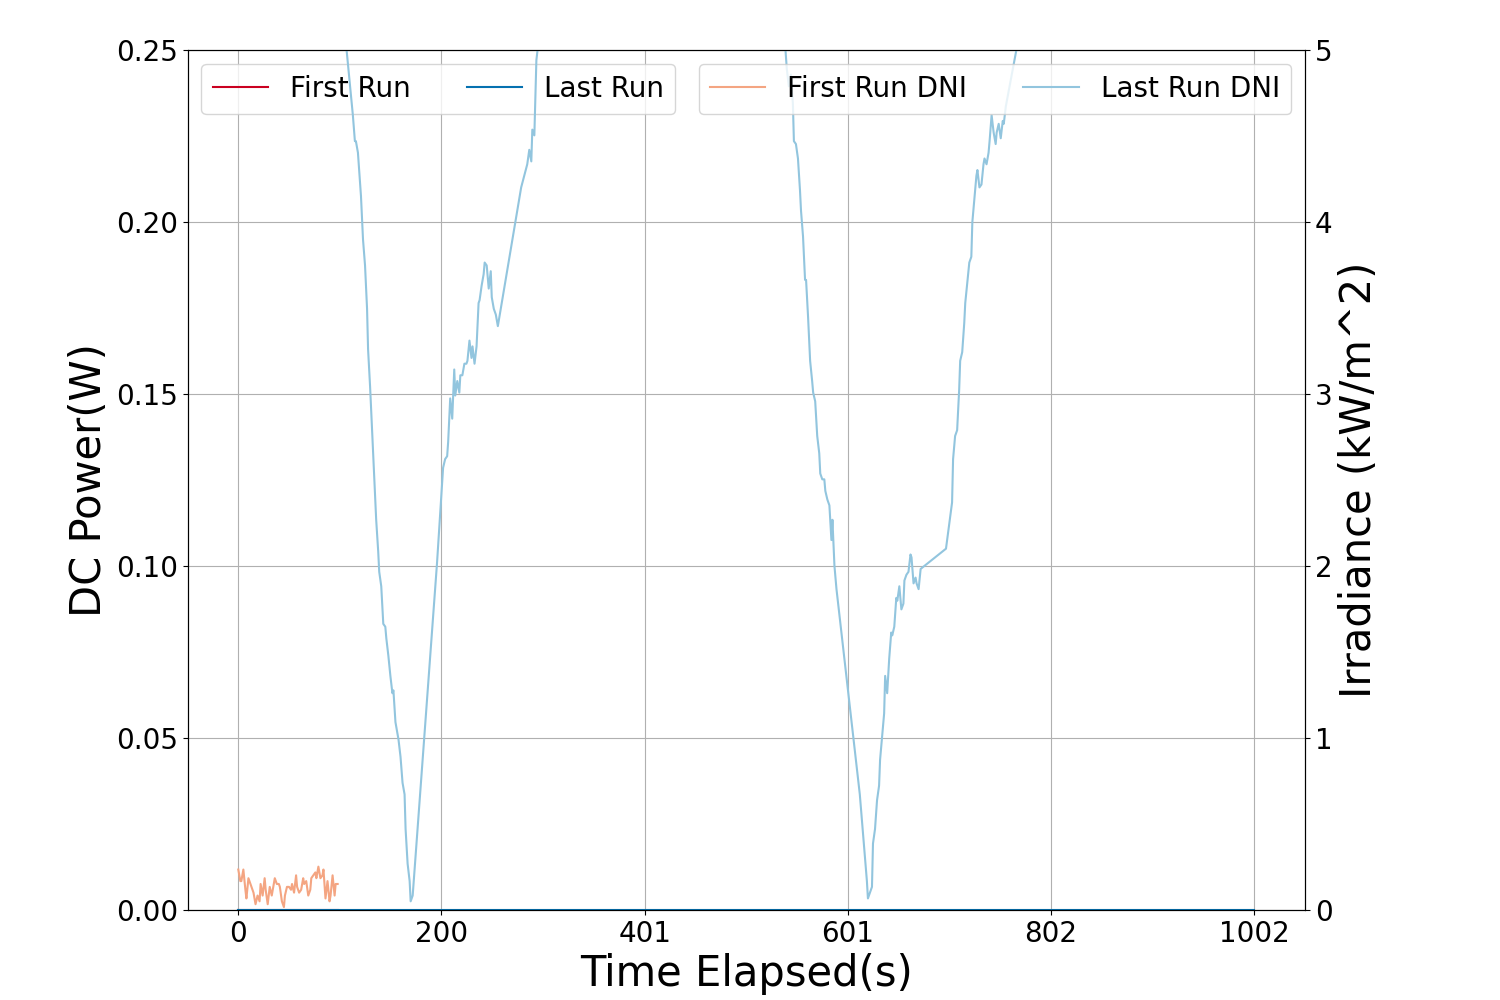 0.25
0.20
0.15
0.10
0.05
0.00
DC Power(W)
First Run
Last Run
First Run DNI
Last Run DNI
5
4
3
2
1
0
Irradiance (kW/m^2)
0
200
401
601
802
1002
Time Elapsed(s)